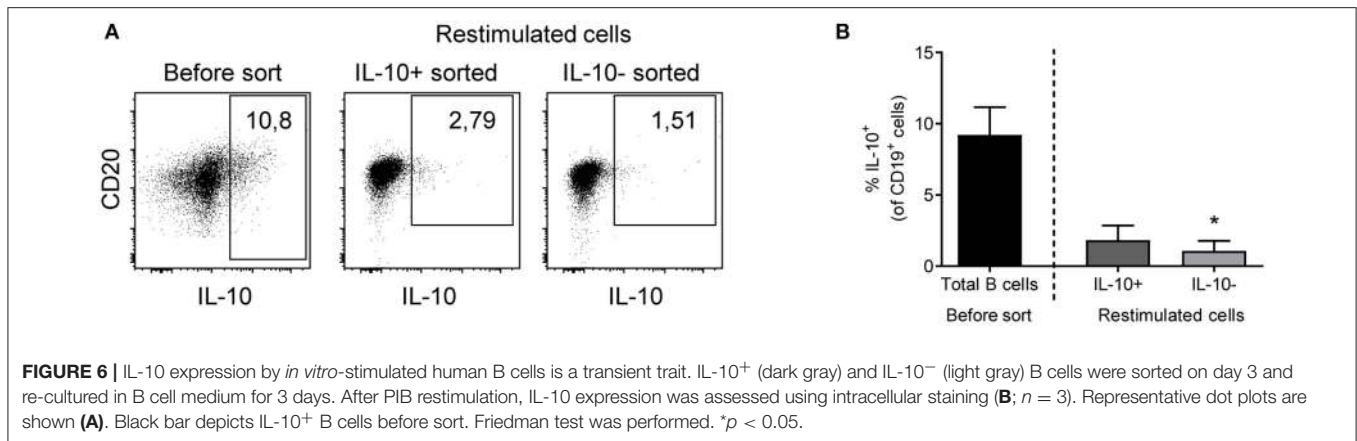 A
Restimulated cells
Before sort
IL-10+ sorted
IL-10- sorted
10,8
2,79
1,51
CD20
IL-10
IL-10
IL-10
B
% IL-10+
(of CD19+ cells)
15
10
5
0
*
Total B cells
IL-10+
IL-10-
Before sort
Restimulated cells
FIGURE 6 | IL-10 expression by in vitro-stimulated human B cells is a transient trait. IL-10+ (dark gray) and IL-10− (light gray) B cells were sorted on day 3 and
re-cultured in B cell medium for 3 days. After PIB restimulation, IL-10 expression was assessed using intracellular staining (B; n = 3). Representative dot plots are
shown (A). Black bar depicts IL-10+ B cells before sort. Friedman test was performed. *p < 0.05.